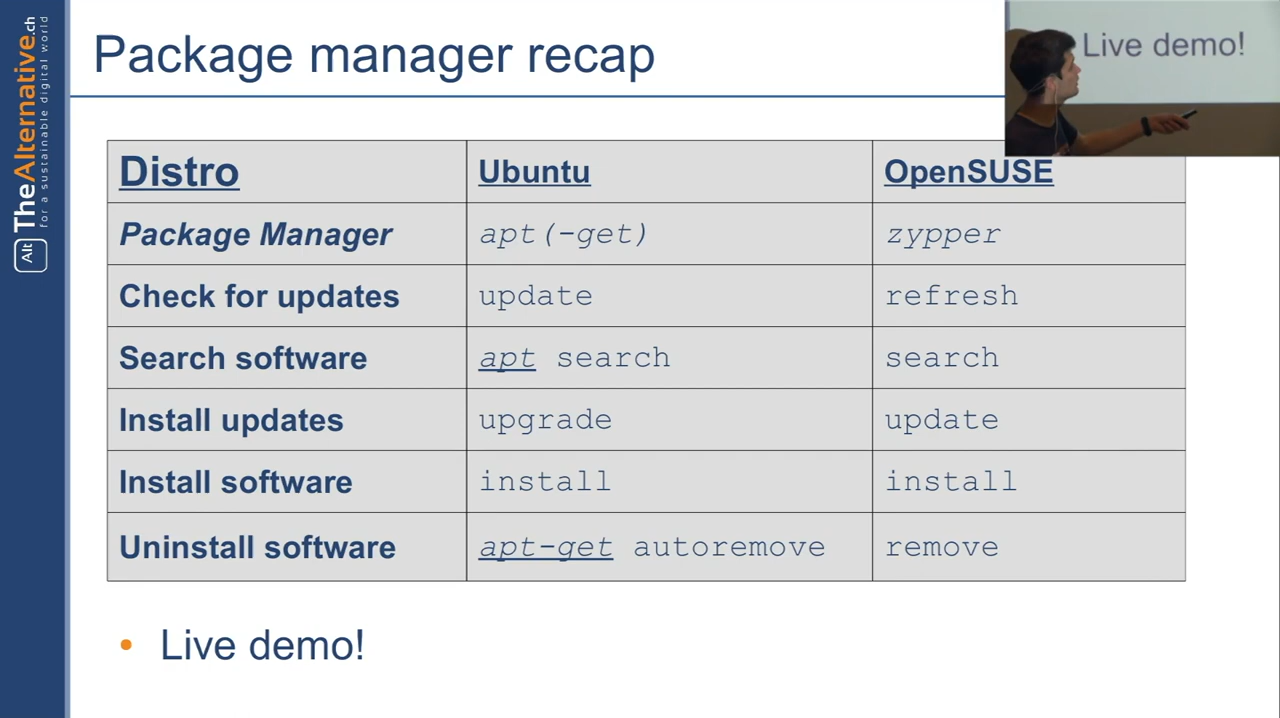 Package manager recap
Live demo!
TheAlternative.ch
for a sustainable digital world
Alt
Distro Ubuntu OpenSUSE
Package Manager apt(-get) zypper
Check for updates update refresh
Search software apt search search
Install updates upgrade update
Install software install install
Uninstall software apt-get autoremove remove
• Live demo!